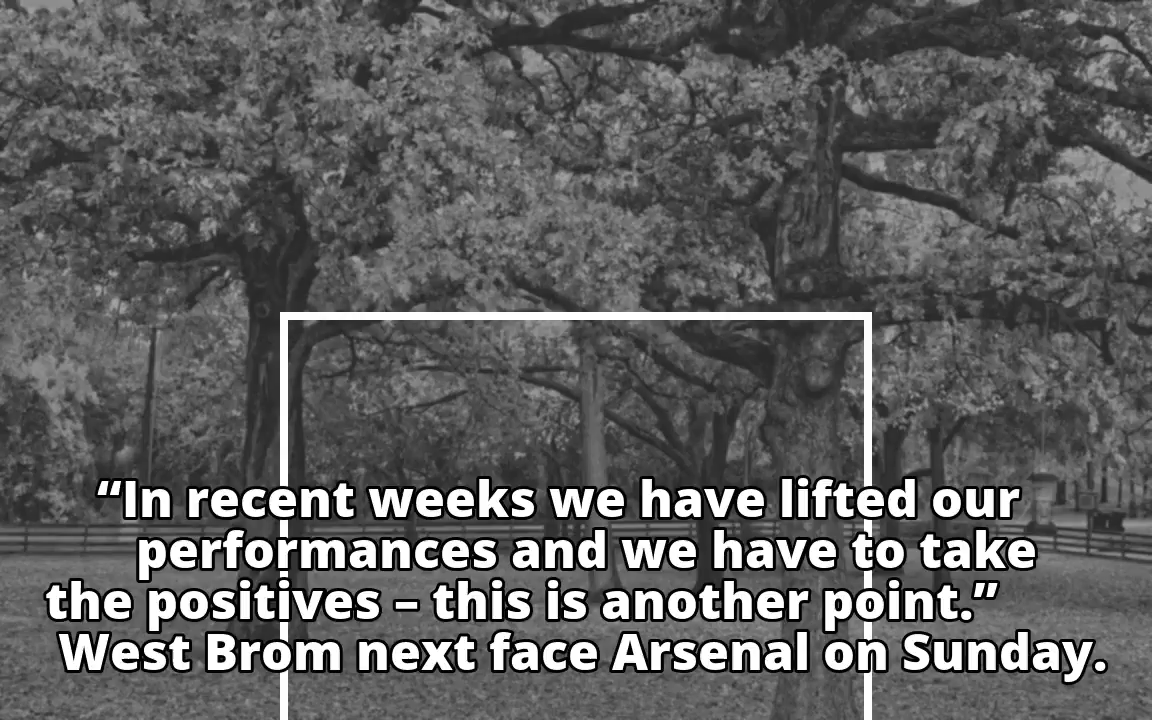 “In recent weeks we have lifted our
performances and we have to take
the positives – this is another point.”
West Brom next face Arsenal on Sunday.